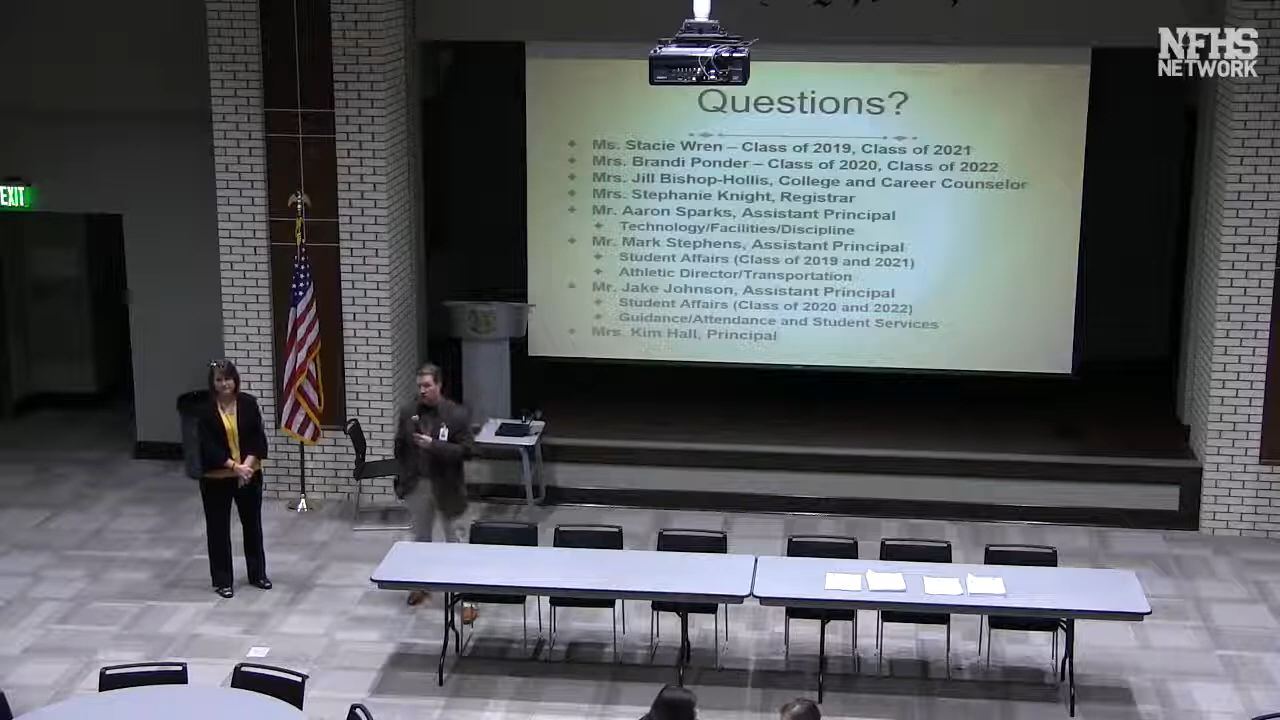 NFHS
NETWORK
EXIT
Questions?
Ms. Stacie Wren – Class of 2019, Class of 2021
Mrs. Brandi Ponder – Class of 2020, Class of 2022
Mrs. Jill Bishop-Hollis, College and Career Counselor
Mrs. Stephanie Knight, Registrar
Mr. Aaron Sparks, Assistant Principal
Technology/Facilities/Discipline
Mr. Mark Stephens, Assistant Principal
Student Affairs (Class of 2019 and 2021)
Athletic Director/Transportation
Mr. Jake Johnson, Assistant Principal
Student Affairs (Class of 2020 and 2022)
Guidance/Attendance and Student Services
Mrs. Kim Hall, Principal